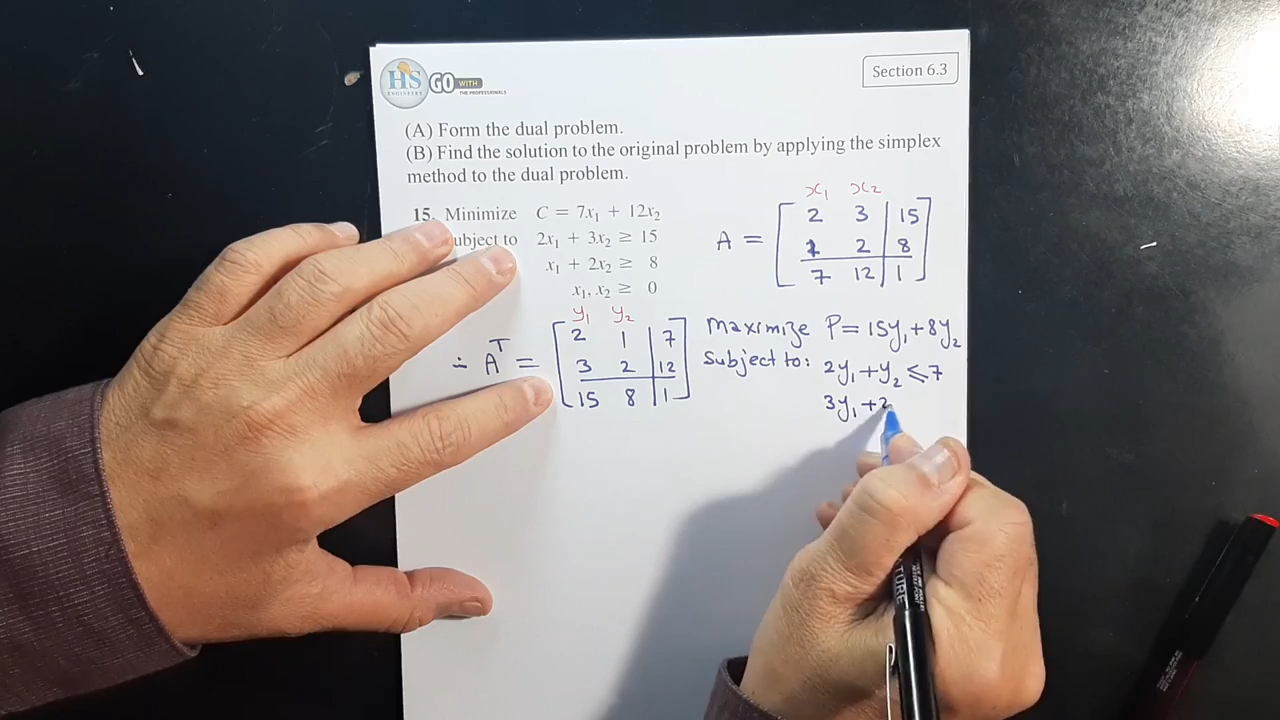 HS
ENGINEERS
GO WITH
THE PROFESSIONALS
Section 6.3
(A) Form the dual problem.
(B) Find the solution to the original problem by applying the simplex
method to the dual problem.
15. Minimize C = 7x₁ + 12x₂
ubject to 2x₁ + 3x₂ ≥ 15
x₁ + 2x₂ ≥ 8
x₁, x₂ ≥ 0
x₁ x₂
2 3 | 15
A = 1 2 | 8
7 12 | 1
y₁ y₂
2 1 | 7
∴ Aᵀ = 3 2 | 12
15 8 | 1
Maximize P = 15y₁ + 8y₂
Subject to: 2y₁ + y₂ ≤ 7
3y₁ + 2